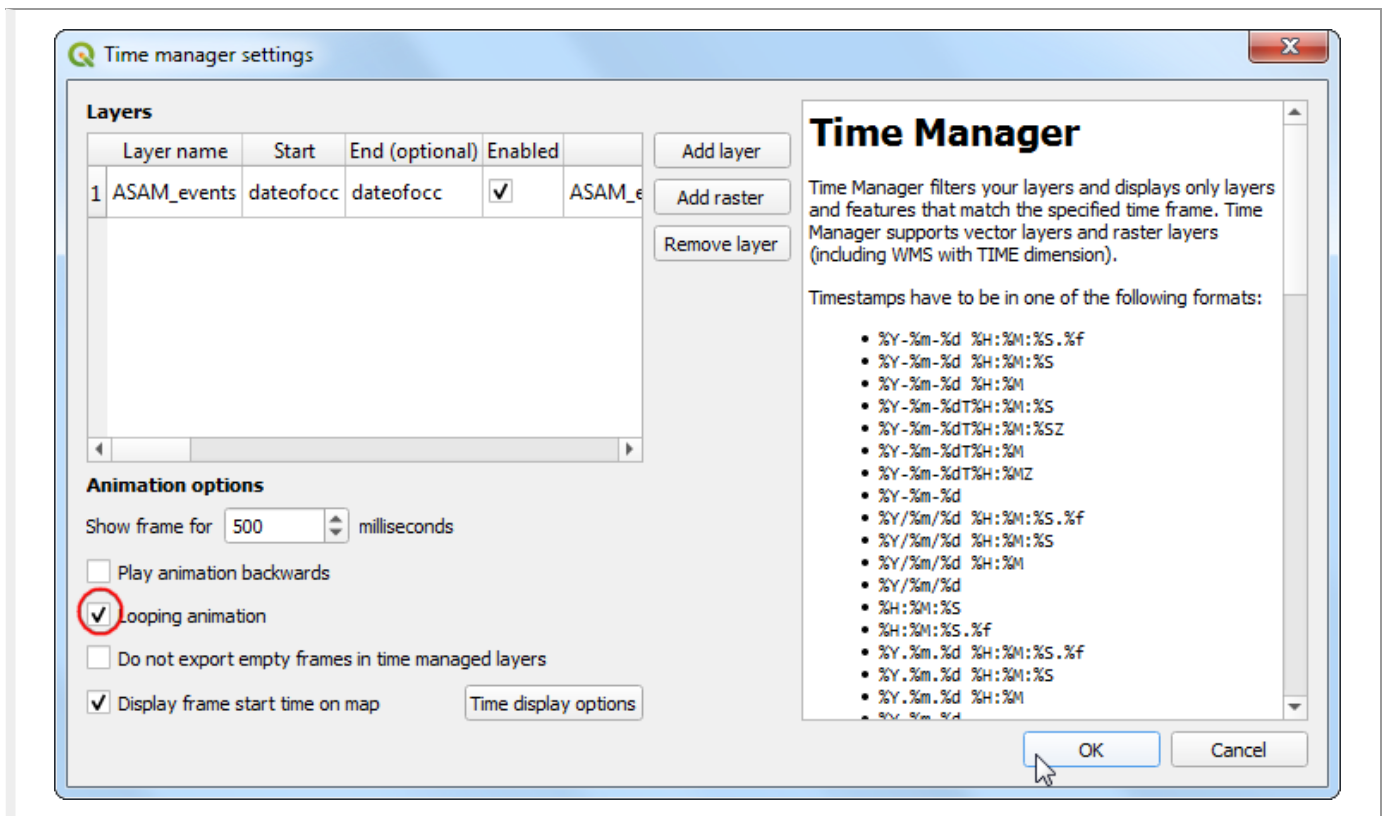 Time manager settings
Layers
Layer name Start End (optional) Enabled
1 ASAM_events dateofocc dateofocc ASAM_e
Add layer
Add raster
Remove layer
Animation options
Show frame for 500 milliseconds
Play animation backwards
Looping animation
Do not export empty frames in time managed layers
Display frame start time on map Time display options
Time Manager
Time Manager filters your layers and displays only layers
and features that match the specified time frame. Time
Manager supports vector layers and raster layers
(including WMS with TIME dimension).
Timestamps have to be in one of the following formats:
• %Y-%m-%d %H:%M:%S.%f
• %Y-%m-%d %H:%M:%S
• %Y-%m-%d %H:%M
• %Y-%m-%dT%H:%M:%S
• %Y-%m-%dT%H:%M:%SZ
• %Y-%m-%dT%H:%M
• %Y-%m-%dT%H:%MZ
• %Y-%m-%d
• %Y/%m/%d %H:%M:%S.%f
• %Y/%m/%d %H:%M:%S
• %Y/%m/%d %H:%M
• %Y/%m/%d
• %H:%M:%S
• %H:%M:%S.%f
• %Y.%m.%d %H:%M:%S.%f
• %Y.%m.%d %H:%M:%S
• %Y.%m.%d %H:%M
OK Cancel